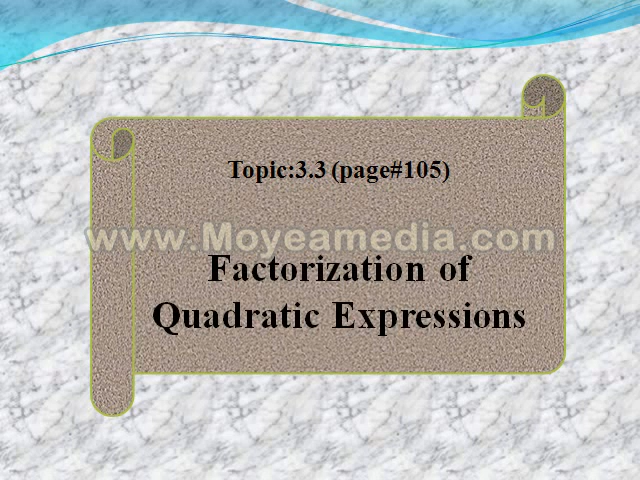 Topic:3.3 (page#105)
www.Moyeamedia.com
Factorization of
Quadratic Expressions